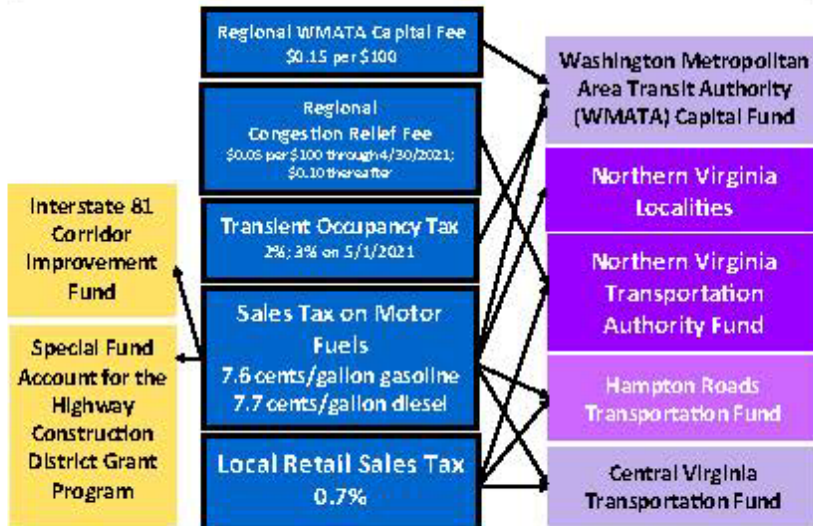 Regional WMATA Capital Fee
$0.15 per $100
Regional
Congestion Relief Fee
$0.05 per $100 through 4/30/2021;
$0.10 thereafter
Transient Occupancy Tax
2%; 3% on 5/1/2021
Sales Tax on Motor
Fuels
7.6 cents/gallon gasoline
7.7 cents/gallon diesel
Local Retail Sales Tax
0.7%
Interstate 81
Corridor
Improvement
Fund
Special Fund
Account for the
Highway
Construction
District Grant
Program
Washington Metropolitan
Area Transit Authority
(WMATA) Capital Fund
Northern Virginia
Localities
Northern Virginia
Transportation
Authority Fund
Hampton Roads
Transportation Fund
Central Virginia
Transportation Fund